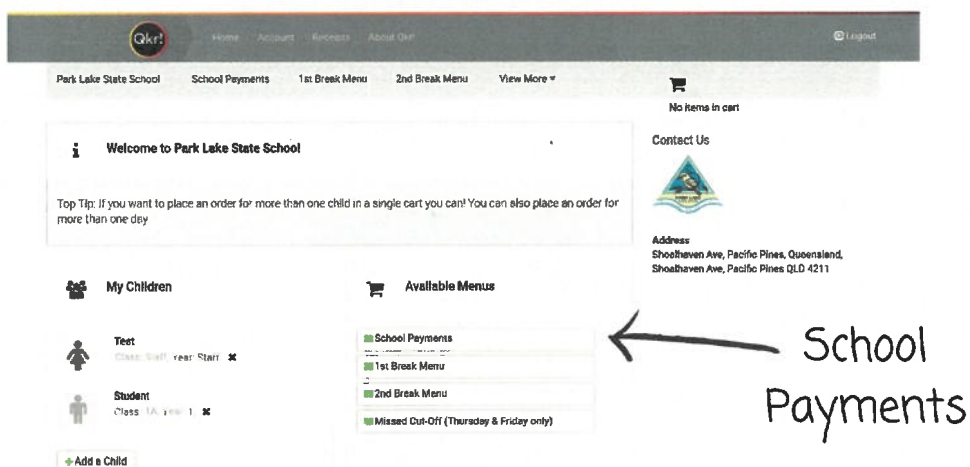 Qkr! Home Account Receipts About Qkr! Logout
Park Lake State School School Payments 1st Break Menu 2nd Break Menu View More
No items in cart
Welcome to Park Lake State School
Top Tip: If you want to place an order for more than one child in a single cart you can! You can also place an order for
more than one day
Contact Us
Address
Shoalhaven Ave, Pacific Pines, Queensland,
Shoalhaven Ave, Pacific Pines QLD 4211
My Children
Test
Class: Staff
✖
Student
Class
1 ✖
+Add a Child
Available Menus
School Payments
1st Break Menu
2nd Break Menu
Missed Cut-Off (Thursday & Friday only)
School
Payments